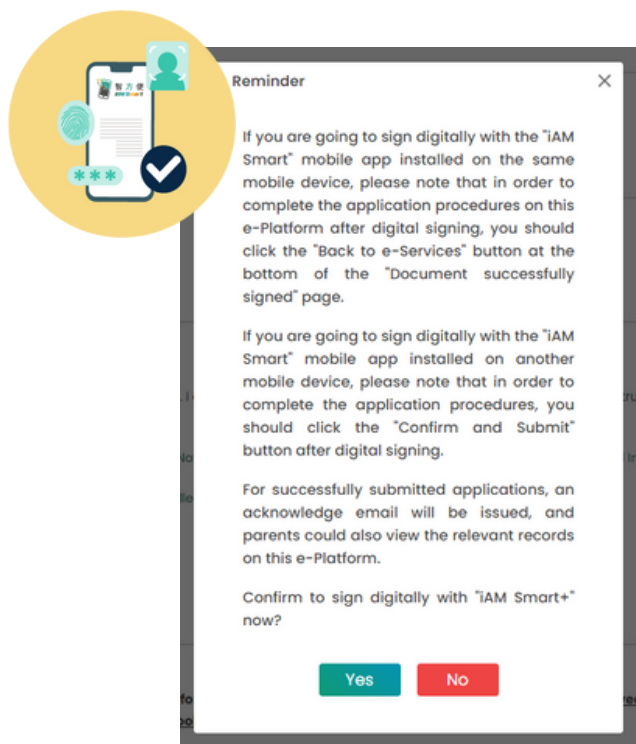 智方便
Reminder
If you are going to sign digitally with the "iAM
Smart" mobile app installed on the same
mobile device, please note that in order to
complete the application procedures on this
e-Platform after digital signing, you should
click the "Back to e-Services" button at the
bottom of the "Document successfully
signed" page.
If you are going to sign digitally with the "iAM
Smart" mobile app installed on another
mobile device, please note that in order to
complete the application procedures, you
should click the "Confirm and Submit"
button after digital signing.
For successfully submitted applications, an
acknowledge email will be issued, and
parents could also view the relevant records
on this e-Platform.
Confirm to sign digitally with "iAM Smart+"
now?
Yes No